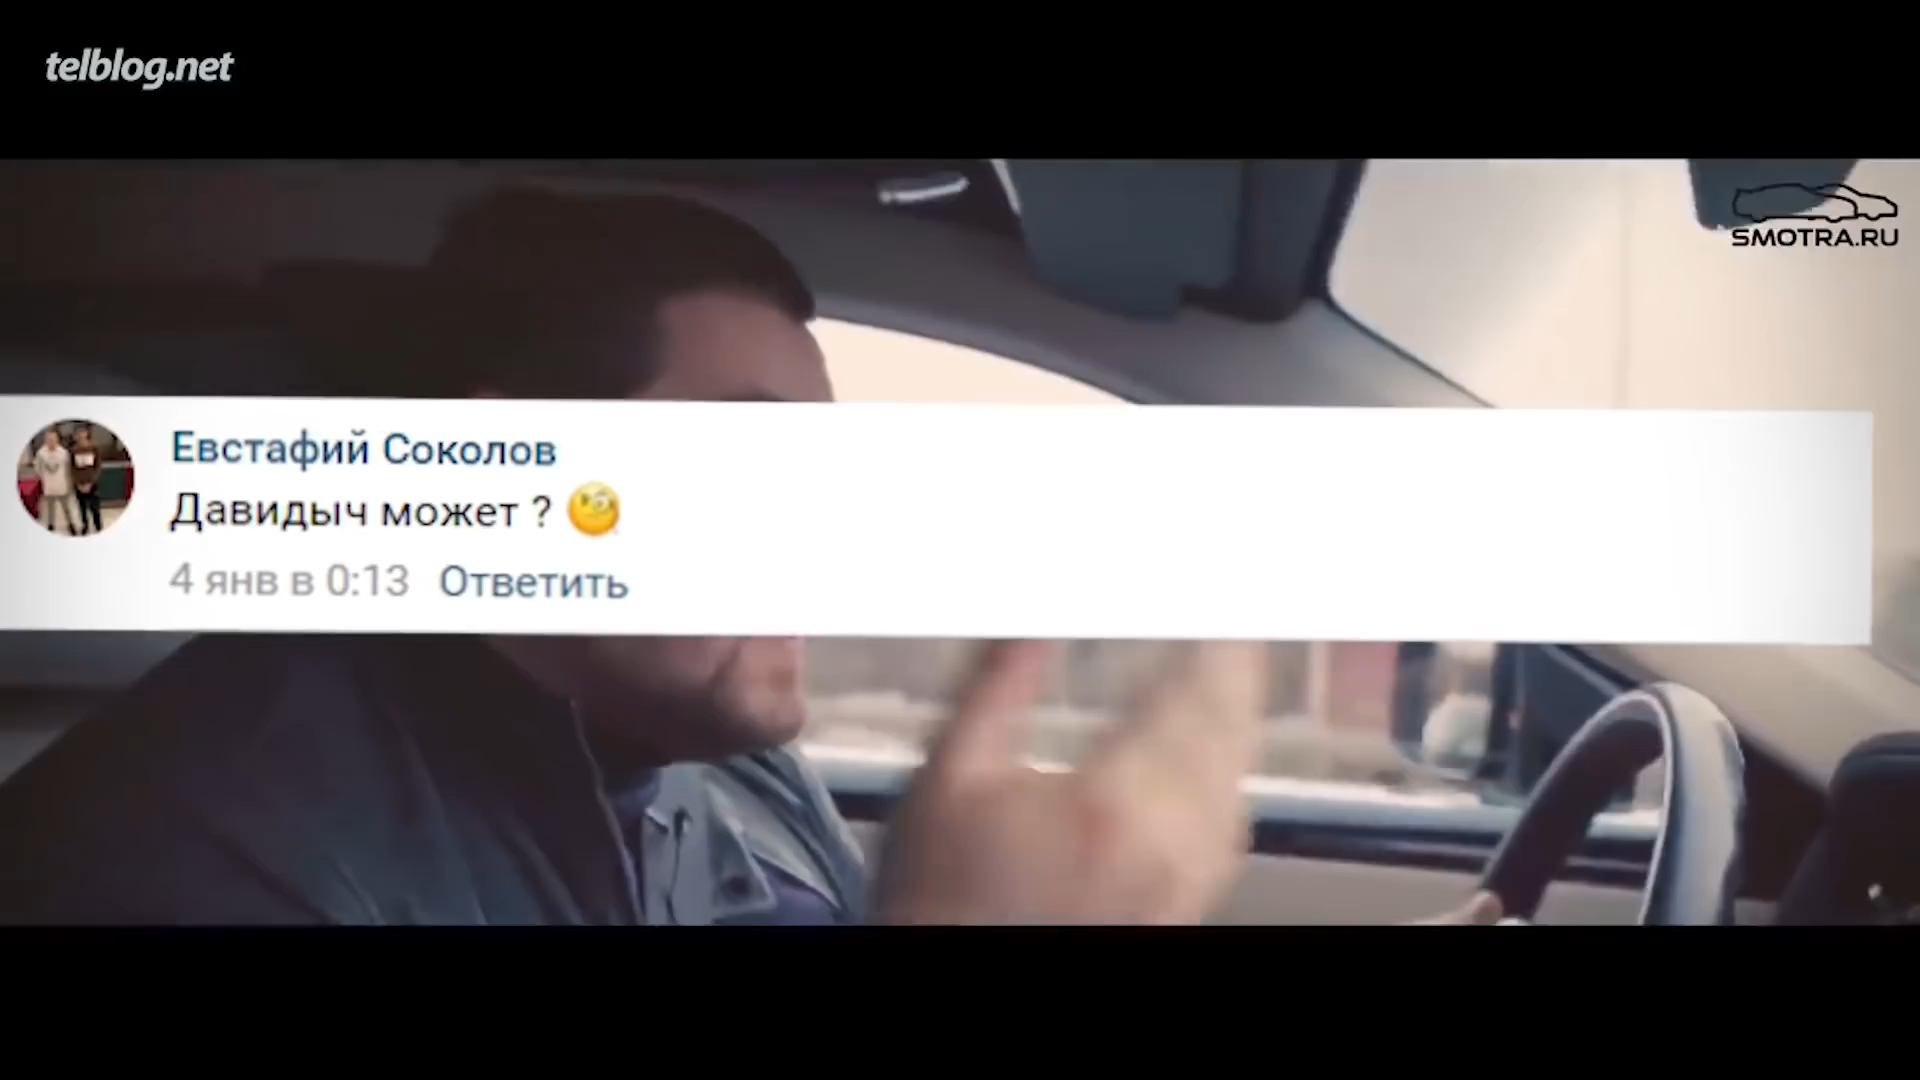 telblog.net
SMOTRA.RU
Евстафий Соколов
Давидыч может ? 🧐
4 янв в 0:13 Ответить